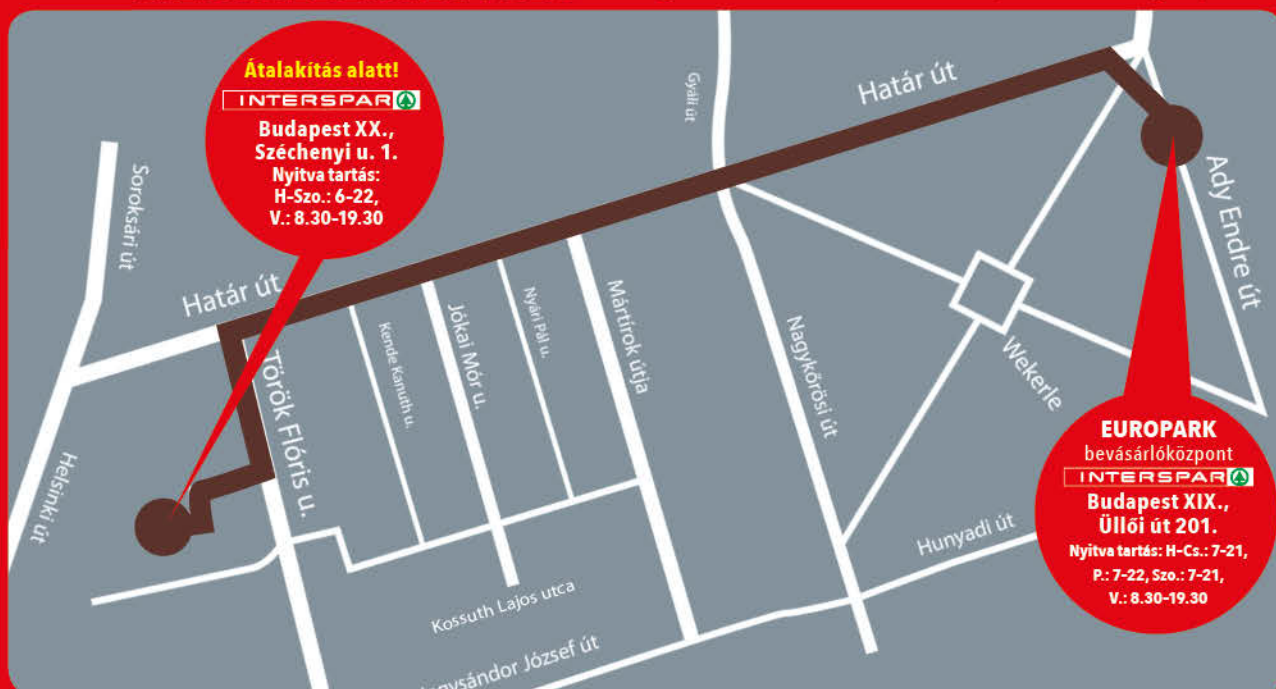 Átalakítás alatt!
INTERSPAR
Budapest XX.,
Széchenyi u. 1.
Nyitva tartás:
H-Szo.: 6-22,
V.: 8.30-19.30
Soroksári út
Határ út
Helsinki út
Török Flóris u.
Kende Kanuth u.
Jókai Mór u.
Nyári Pál u.
Mártírok útja
Gyáli út
Határ út
Nagykőrösi út
Wekerle
Ady Endre út
Kossuth Lajos utca
József út
Hunyadi út
EUROPARK
bevásárlóközpont
INTERSPAR
Budapest XIX.,
Üllői út 201.
Nyitva tartás: H-Cs.: 7-21,
P.: 7-22, Szo.: 7-21,
V.: 8.30-19.30